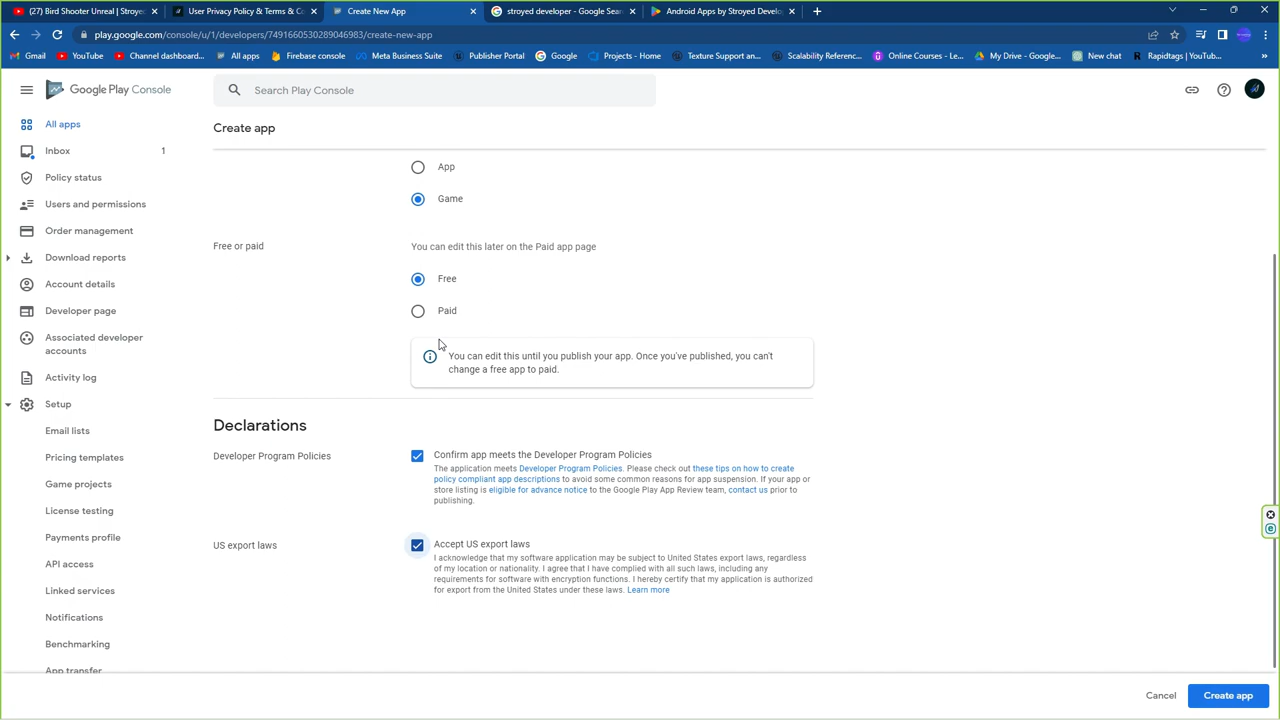 (27) Bird Shooter Unreal | Stroyed
User Privacy Policy & Terms & Co
Create New App
stroyed developer - Google Sear
Android Apps by Stroyed Develo
play.google.com/console/u/1/developers/7491660530289046983/create-new-app
Gmail
YouTube
Channel dashboard...
All apps
Firebase console
Meta Business Suite
Publisher Portal
Google
Projects - Home
Texture Support an...
Scalability Referenc...
Online Courses - Le...
My Drive - Google...
New chat
Rapidtags | YouTub...
Google Play Console
Search Play Console
All apps
Inbox 1
Policy status
Users and permissions
Order management
Download reports
Account details
Developer page
Associated developer
accounts
Activity log
Setup
Email lists
Pricing templates
Game projects
License testing
Payments profile
API access
Linked services
Notifications
Benchmarking
App transfer
Create app
App
Game
Free or paid
You can edit this later on the Paid app page
Free
Paid
You can edit this until you publish your app. Once you've published, you can't
change a free app to paid.
Declarations
Developer Program Policies
Confirm app meets the Developer Program Policies
The application meets Developer Program Policies. Please check out these tips on how to create
policy compliant app descriptions to avoid some common reasons for app suspension. If your app or
store listing is eligible for advance notice to the Google Play App Review team, contact us prior to
publishing.
US export laws
Accept US export laws
I acknowledge that my software application may be subject to United States export laws, regardless
of my location or nationality. I agree that I have complied with all such laws, including any
requirements for software with encryption functions. I hereby certify that my application is authorized
for export from the United States under these laws. Learn more
Cancel
Create app